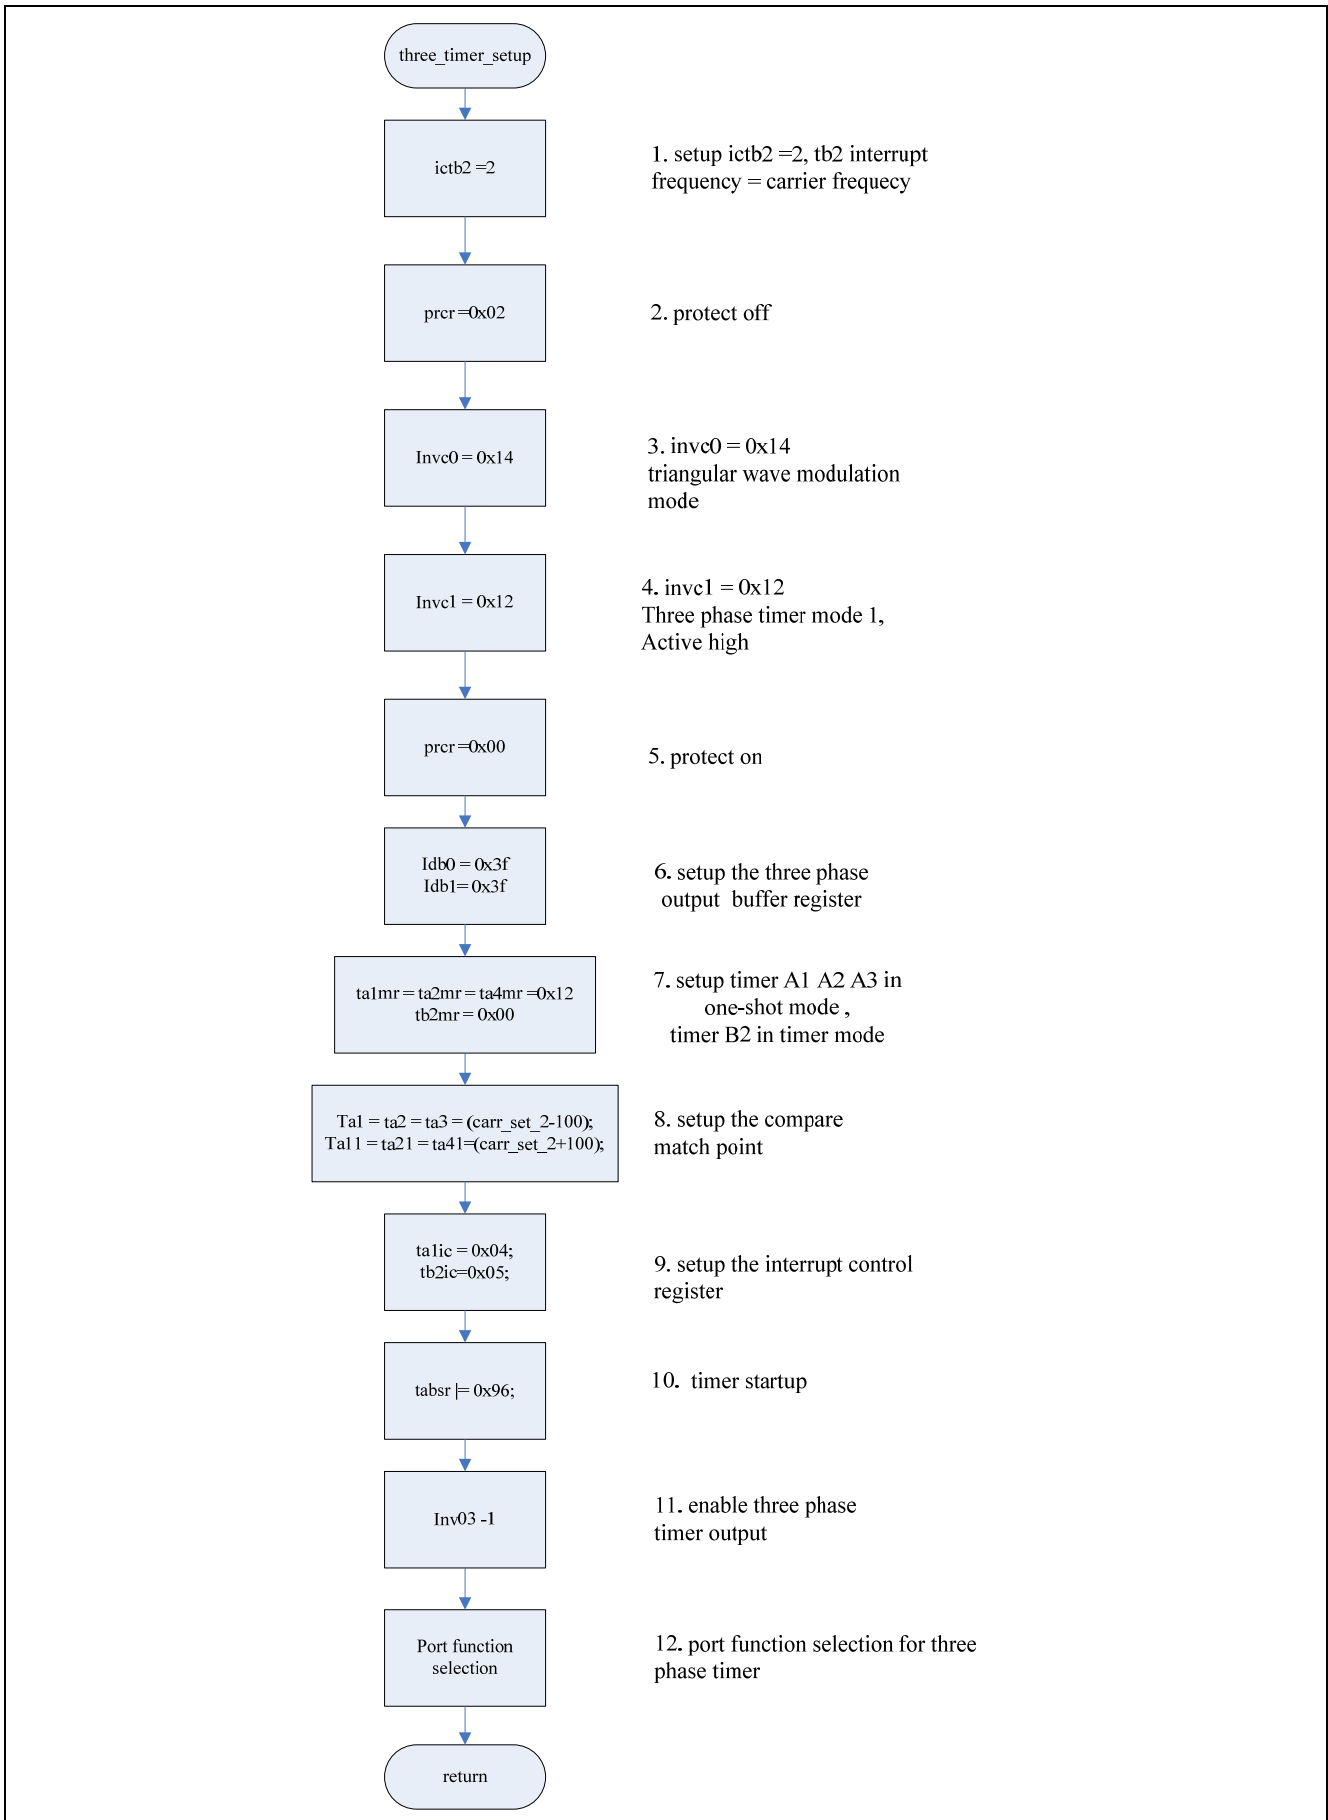 three_timer_setup
ictb2 =2
1. setup ictb2 =2, tb2 interrupt
frequency = carrier frequecy
prcr =0x02
2. protect off
Invc0 = 0x14
3. invc0 = 0x14
triangular wave modulation
mode
Invc1 = 0x12
4. invc1 = 0x12
Three phase timer mode 1,
Active high
prcr =0x00
5. protect on
Idb0 = 0x3f
Idb1= 0x3f
6. setup the three phase
output buffer register
ta1mr = ta2mr = ta4mr =0x12
tb2mr = 0x00
7. setup timer A1 A2 A3 in
one-shot mode ,
timer B2 in timer mode
Ta1 = ta2 = ta3 = (carr_set_2-100);
Ta11 = ta21 = ta41=(carr_set_2+100);
8. setup the compare
match point
ta1ic = 0x04;
tb2ic=0x05;
9. setup the interrupt control
register
tabsr |= 0x96;
10. timer startup
Inv03 -1
11. enable three phase
timer output
Port function
selection
12. port function selection for three
phase timer
return